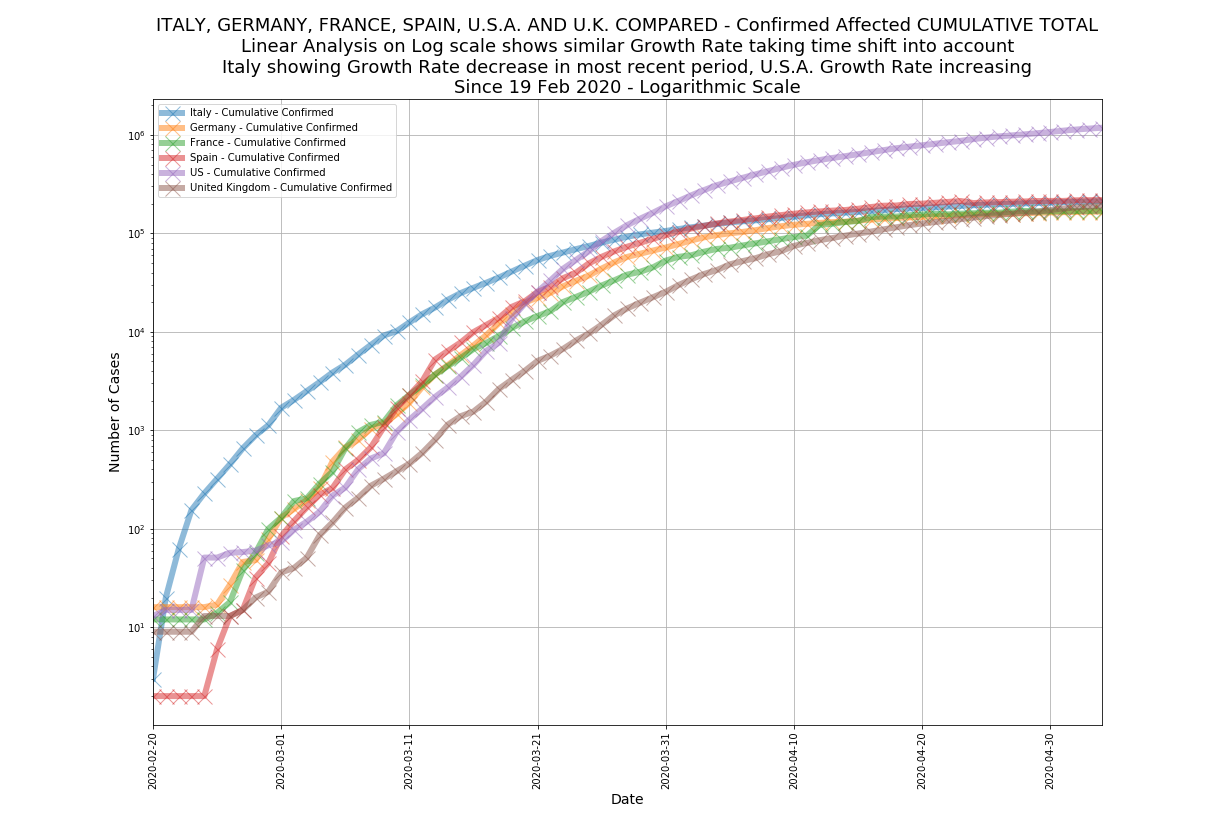 ITALY, GERMANY, FRANCE, SPAIN, U.S.A. AND U.K. COMPARED - Confirmed Affected CUMULATIVE TOTAL
Linear Analysis on Log scale shows similar Growth Rate taking time shift into account
Italy showing Growth Rate decrease in most recent period, U.S.A. Growth Rate increasing
Since 19 Feb 2020 - Logarithmic Scale
Italy - Cumulative Confirmed
Germany - Cumulative Confirmed
France - Cumulative Confirmed
Spain - Cumulative Confirmed
US - Cumulative Confirmed
United Kingdom - Cumulative Confirmed
Number of Cases
10⁶
10⁵
10⁴
10³
10²
10¹
2020-02-20
2020-03-01
2020-03-11
2020-03-21
2020-03-31
2020-04-10
2020-04-20
2020-04-30
Date